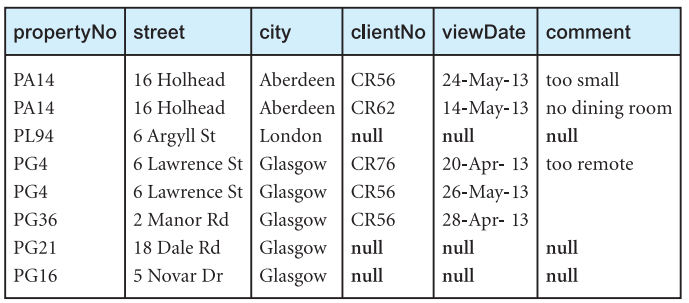 propertyNo street city clientNo viewDate comment
PA14 16 Holhead Aberdeen CR56 24-May-13 too small
PA14 16 Holhead Aberdeen CR62 14-May-13 no dining room
PL94 6 Argyll St London null null null
PG4 6 Lawrence St Glasgow CR76 20-Apr- 13 too remote
PG4 6 Lawrence St Glasgow CR56 26-May-13
PG36 2 Manor Rd Glasgow CR56 28-Apr- 13
PG21 18 Dale Rd Glasgow null null null
PG16 5 Novar Dr Glasgow null null null